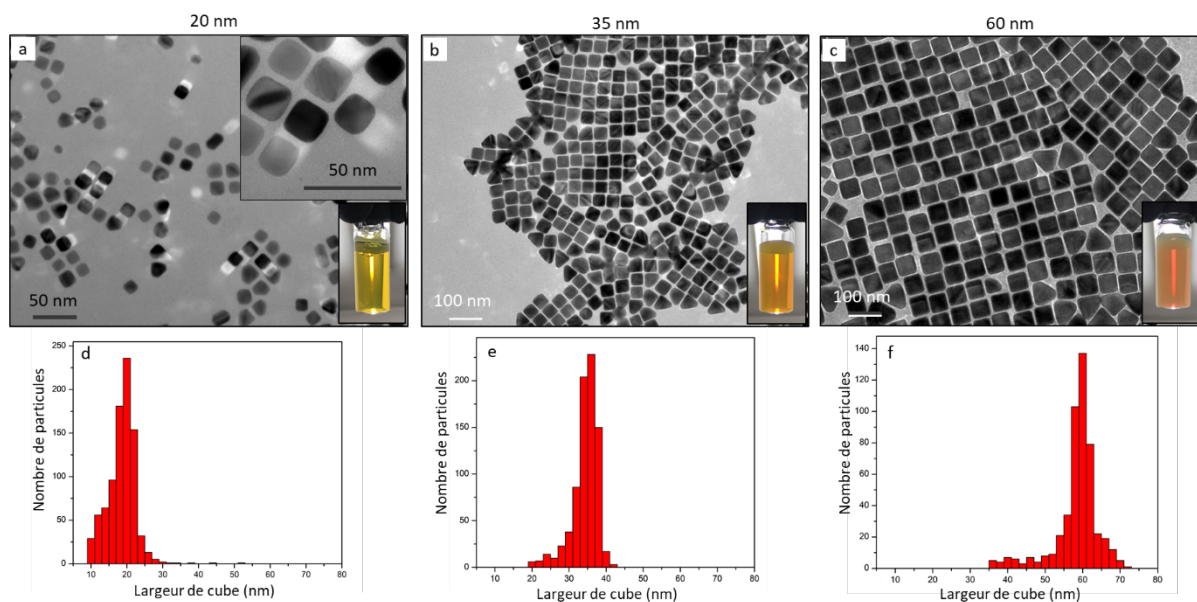 20 nm
35 nm
60 nm
a
50 nm
50 nm
b
100 nm
c
100 nm
d
Nombre de particules
250
200
150
100
50
0
10 20 30 40 50 60 70 80
Largeur de cube (nm)
e
Nombre de particules
200
150
100
50
0
10 20 30 40 50 60 70 80
Largeur de cube (nm)
f
Nombre de particules
140
120
100
80
60
40
20
0
10 20 30 40 50 60 70 80
Largeur de cube (nm)